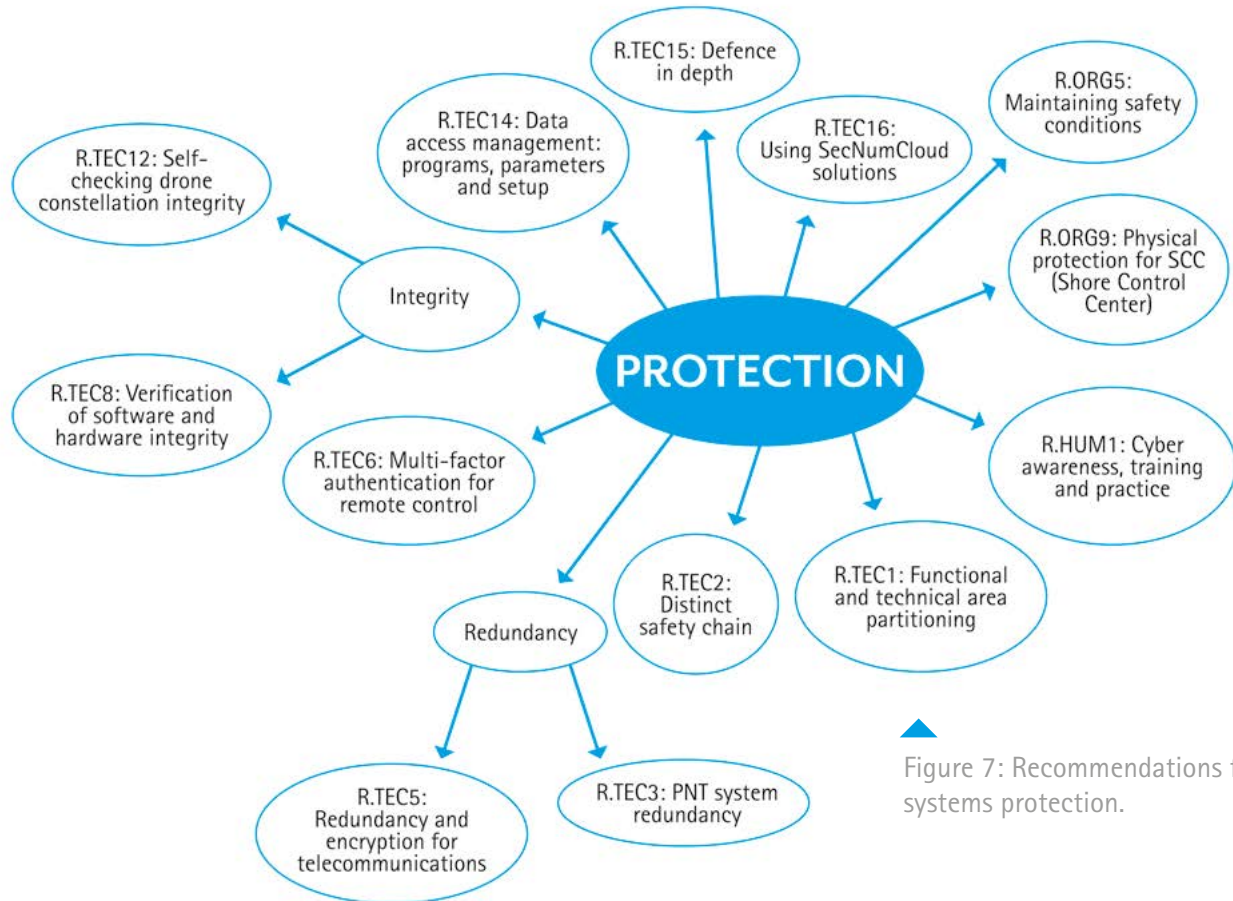 R.TEC15: Defence
in depth
R.ORG5:
Maintaining safety
conditions
R.TEC14: Data
access management:
programs, parameters
and setup
R.TEC16:
Using SecNumCloud
solutions
R.TEC12: Self-
checking drone
constellation integrity
R.ORG9: Physical
protection for SCC
(Shore Control
Center)
Integrity
PROTECTION
R.TEC8: Verification
of software and
hardware integrity
R.TEC6: Multi-factor
authentication for
remote control
R.HUM1: Cyber
awareness, training
and practice
R.TEC2:
Distinct
safety chain
R.TEC1: Functional
and technical area
partitioning
Redundancy
R.TEC5:
Redundancy and
encryption for
telecommunications
R.TEC3: PNT system
redundancy
Figure 7: Recommendations
systems protection.